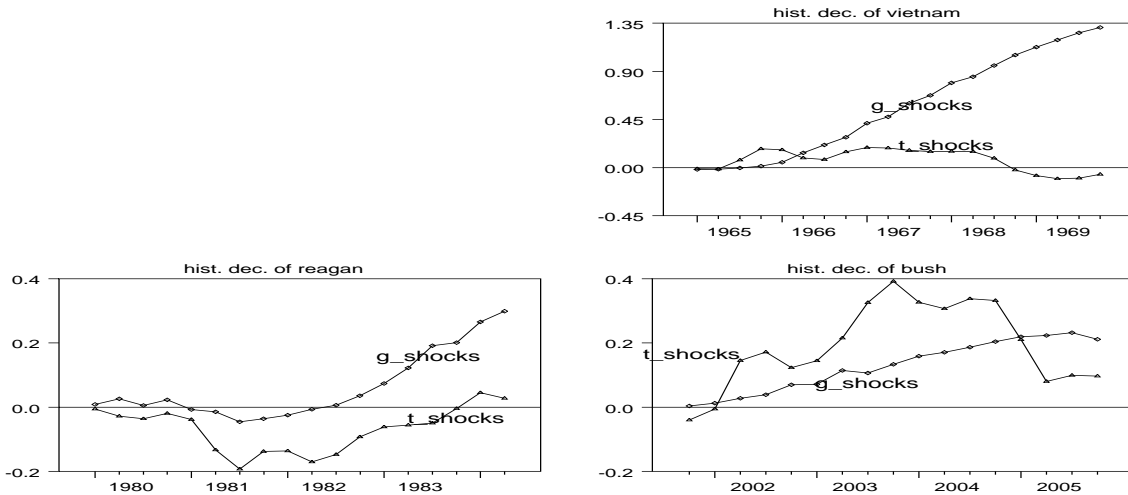 hist. dec. of vietnam
1.35
0.90
0.45
0.00
-0.45
g_shocks
t_shocks
1965 1966 1967 1968 1969
hist. dec. of reagan
0.4
0.2
0.0
-0.2
g_shocks
t_shocks
1980 1981 1982 1983
hist. dec. of bush
0.4
0.2
0.0
-0.2
t_shocks
g_shocks
2002 2003 2004 2005